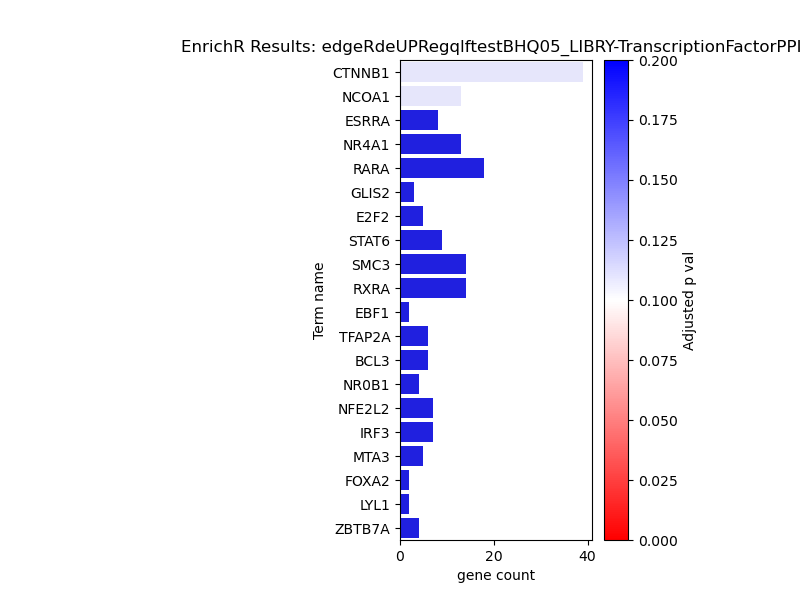 EnrichR Results: edgeRdeUPRegqlftestBHQ05_LIBRY-TranscriptionFactorPPI
Term name
CTNNB1
NCOA1
ESRRA
NR4A1
RARA
GLIS2
E2F2
STAT6
SMC3
RXRA
EBF1
TFAP2A
BCL3
NR0B1
NFE2L2
IRF3
MTA3
FOXA2
LYL1
ZBTB7A
0 20 40
gene count
0.200
0.175
0.150
0.125
0.100
0.075
0.050
0.025
0.000
Adjusted p val